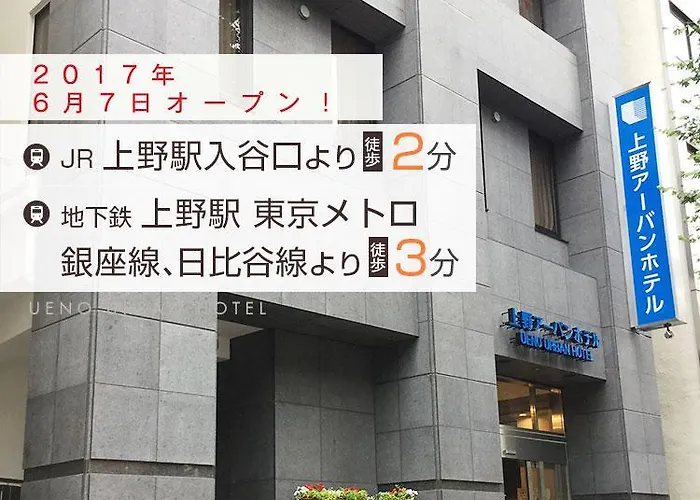 2017年
6月7日オープン！
JR 上野駅入谷口より 徒歩 2分
地下鉄 上野駅 東京メトロ
銀座線、日比谷線より 徒歩 3分
UENO URBAN HOTEL
上野アーバンホテル
上野アーバンホテル
UENO URBAN HOTEL